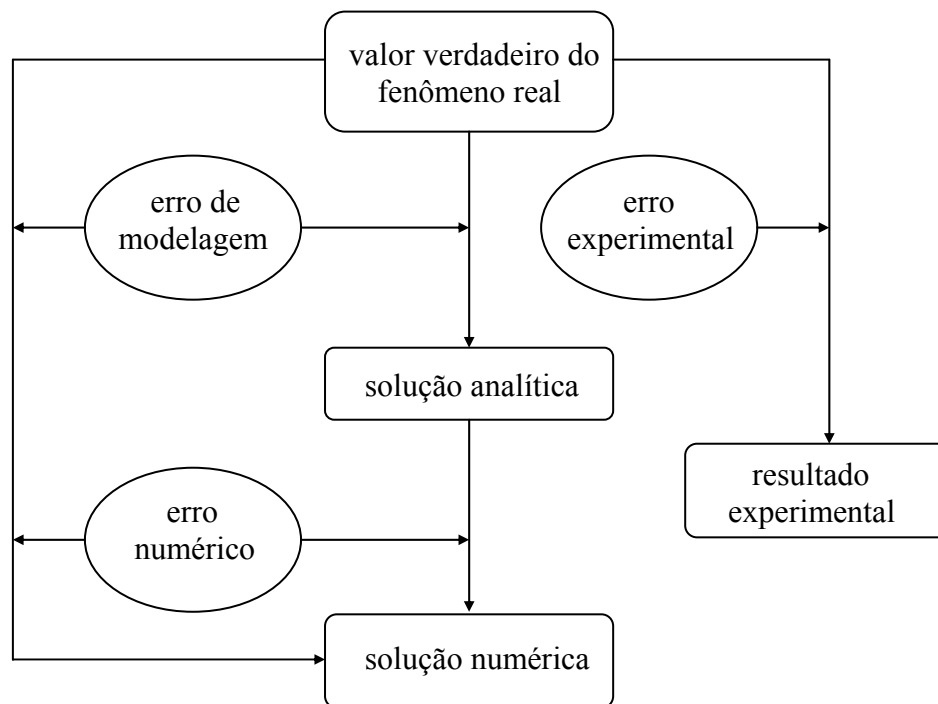 valor verdadeiro do
fenômeno real
erro de
modelagem
erro
experimental
solução analítica
resultado
experimental
erro
numérico
solução numérica